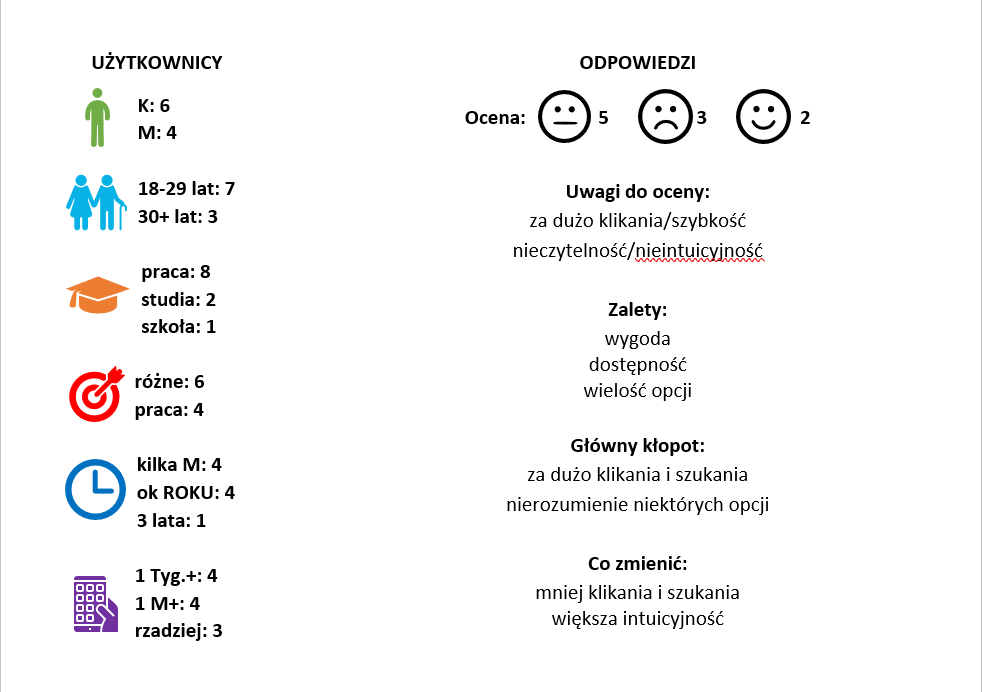 UŻYTKOWNICY
K: 6
M: 4
18-29 lat: 7
30+ lat: 3
praca: 8
studia: 2
szkoła: 1
różne: 6
praca: 4
kilka M: 4
ok ROKU: 4
3 lata: 1
1 Tyg.+: 4
1 M+: 4
rzadziej: 3
ODPOWIEDZI
Ocena: 5 3 2
Uwagi do oceny:
za dużo klikania/szybkość
nieczytelność/nieintuicyjność
Zalety:
wygoda
dostępność
wielość opcji
Główny kłopot:
za dużo klikania i szukania
nierozumienie niektórych opcji
Co zmienić:
mniej klikania i szukania
większa intuicyjność